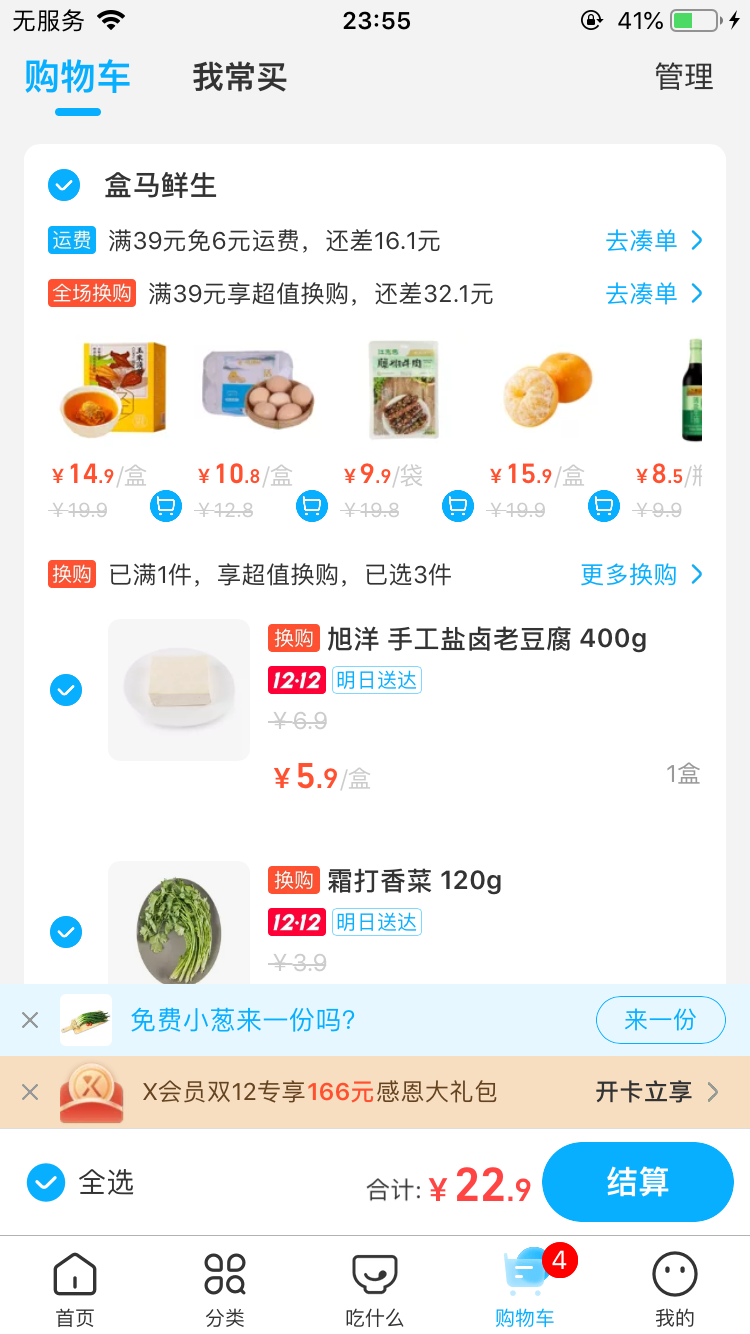 无服务 23:55 41%
购物车 我常买 管理
盒马鲜生
运费 满39元免6元运费，还差16.1元 去凑单
全场换购 满39元享超值换购，还差32.1元 去凑单
¥14.9/盒 ¥10.8/盒 ¥9.9/袋 ¥15.9/盒 ¥8.5/
¥19.9 ¥12.8 ¥19.8 ¥19.9 ¥9.9
换购 已满1件，享超值换购，已选3件 更多换购
换购 旭洋 手工盐卤老豆腐 400g
12·12 明日送达
¥6.9
¥5.9/盒 1盒
换购 霜打香菜 120g
12·12 明日送达
¥3.9
免费小葱来一份吗? 来一份
X会员双12专享166元感恩大礼包 开卡立享
全选 合计:¥22.9 结算
4
首页 分类 吃什么 购物车 我的